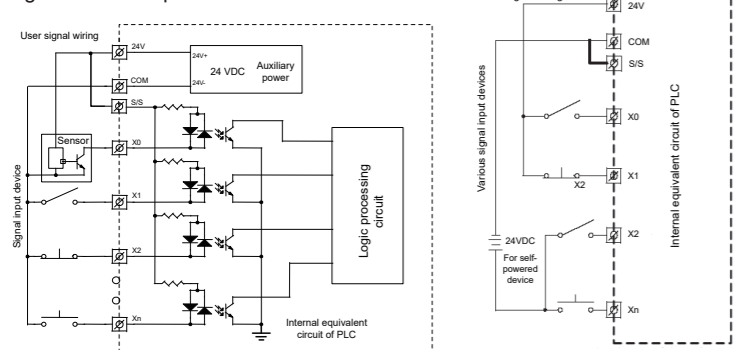 User signal wiring
24V
24V+
24 VDC
Auxiliary
power
COM
24V-
S/S
Sensor
X0
X1
X2
Xn
Signal input device
Logic processing
circuit
Internal equivalent
circuit of PLC
24V
COM
S/S
X0
X1
X2
X2
Xn
Various signal input devices
24VDC
For self-
powered
device
Internal equivalent circuit of PLC